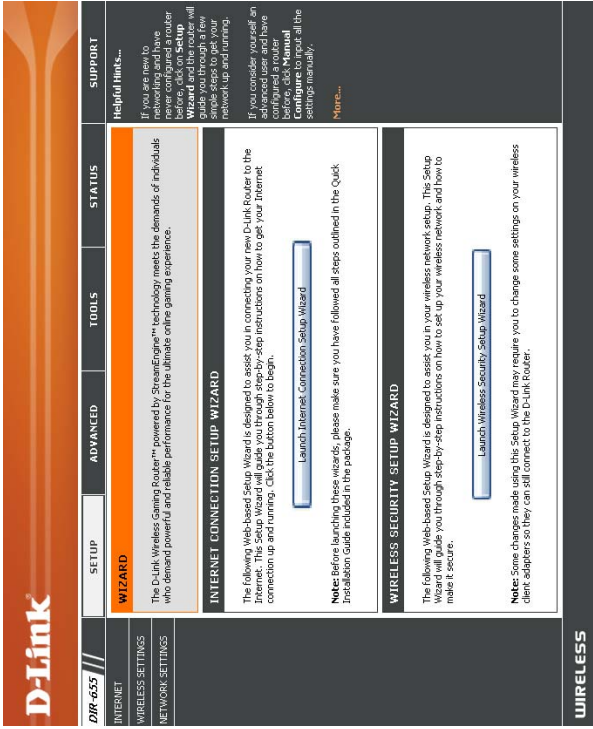 D-Link
DIR-655
SETUP
ADVANCED
TOOLS
STATUS
SUPPORT
INTERNET
WIRELESS SETTINGS
NETWORK SETTINGS
WIZARD
The D-Link Wireless Gaming Router™ powered by StreamEngine™ technology meets the demands of individuals
who demand powerful and reliable performance for the ultimate online gaming experience.
INTERNET CONNECTION SETUP WIZARD
The following Web-based Setup Wizard is designed to assist you in connecting your new D-Link Router to the
Internet. This Setup Wizard will guide you through step-by-step instructions on how to get your Internet
connection up and running. Click the button below to begin.
Launch Internet Connection Setup Wizard
Note: Before launching these wizards, please make sure you have followed all steps outlined in the Quick
Installation Guide included in the package.
WIRELESS SECURITY SETUP WIZARD
The following Web-based Setup Wizard is designed to assist you in your wireless network setup. This Setup
Wizard will guide you through step-by-step instructions on how to set up your wireless network and how to
make it secure.
Launch Wireless Security Setup Wizard
Note: Some changes made using this Setup Wizard may require you to change some settings on your wireless
client adapters so they can still connect to the D-Link Router.
Helpful Hints...
If you are new to
networking and have
never configured a router
before, click on Setup
Wizard and the router will
guide you through a few
simple steps to get your
network up and running.
If you consider yourself an
advanced user and have
configured a router
before, click Manual
Configure to input all the
settings manually.
More...
WIRELESS